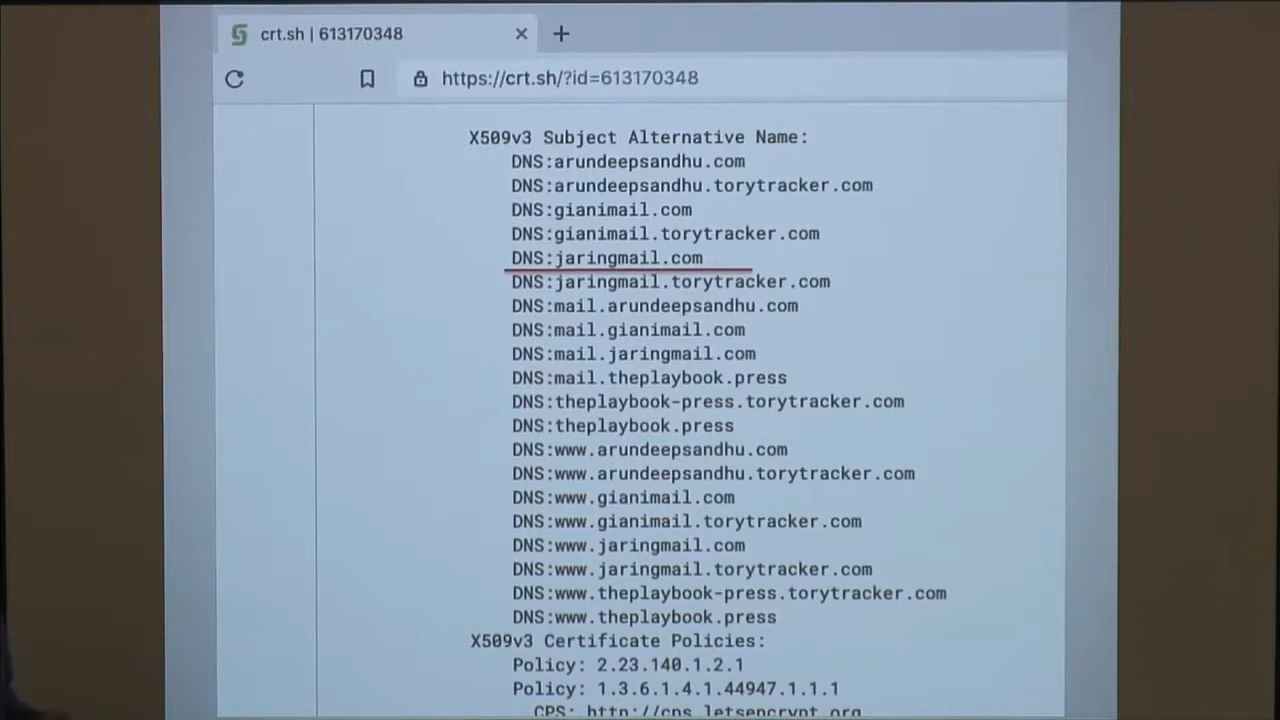 crt.sh | 613170348
https://crt.sh/?id=613170348
X509v3 Subject Alternative Name:
DNS:arundeepsandhu.com
DNS:arundeepsandhu.torytracker.com
DNS:gianimail.com
DNS:gianimail.torytracker.com
DNS:jaringmail.com
DNS:jaringmail.torytracker.com
DNS:mail.arundeepsandhu.com
DNS:mail.gianimail.com
DNS:mail.jaringmail.com
DNS:mail.theplaybook.press
DNS:theplaybook-press.torytracker.com
DNS:theplaybook.press
DNS:www.arundeepsandhu.com
DNS:www.arundeepsandhu.torytracker.com
DNS:www.gianimail.com
DNS:www.gianimail.torytracker.com
DNS:www.jaringmail.com
DNS:www.jaringmail.torytracker.com
DNS:www.theplaybook-press.torytracker.com
DNS:www.theplaybook.press
X509v3 Certificate Policies:
Policy: 2.23.140.1.2.1
Policy: 1.3.6.1.4.1.44947.1.1.1
CPS: http://cps.letsencrypt.org